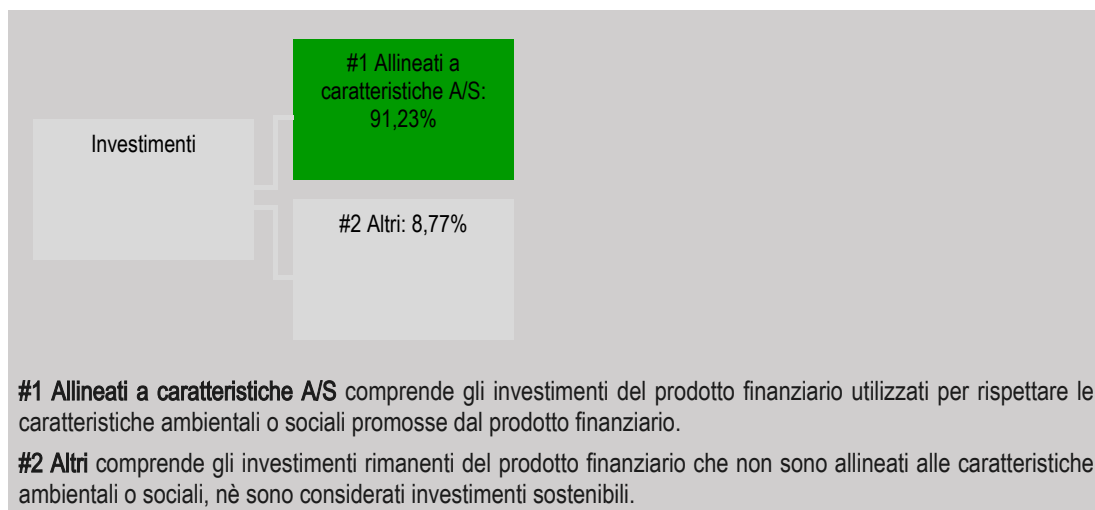 #1 Allineati a
caratteristiche A/S:
91,23%
Investimenti
#2 Altri: 8,77%
#1 Allineati a caratteristiche A/S comprende gli investimenti del prodotto finanziario utilizzati per rispettare le
caratteristiche ambientali o sociali promosse dal prodotto finanziario.
#2 Altri comprende gli investimenti rimanenti del prodotto finanziario che non sono allineati alle caratteristiche
ambientali o sociali, nè sono considerati investimenti sostenibili.